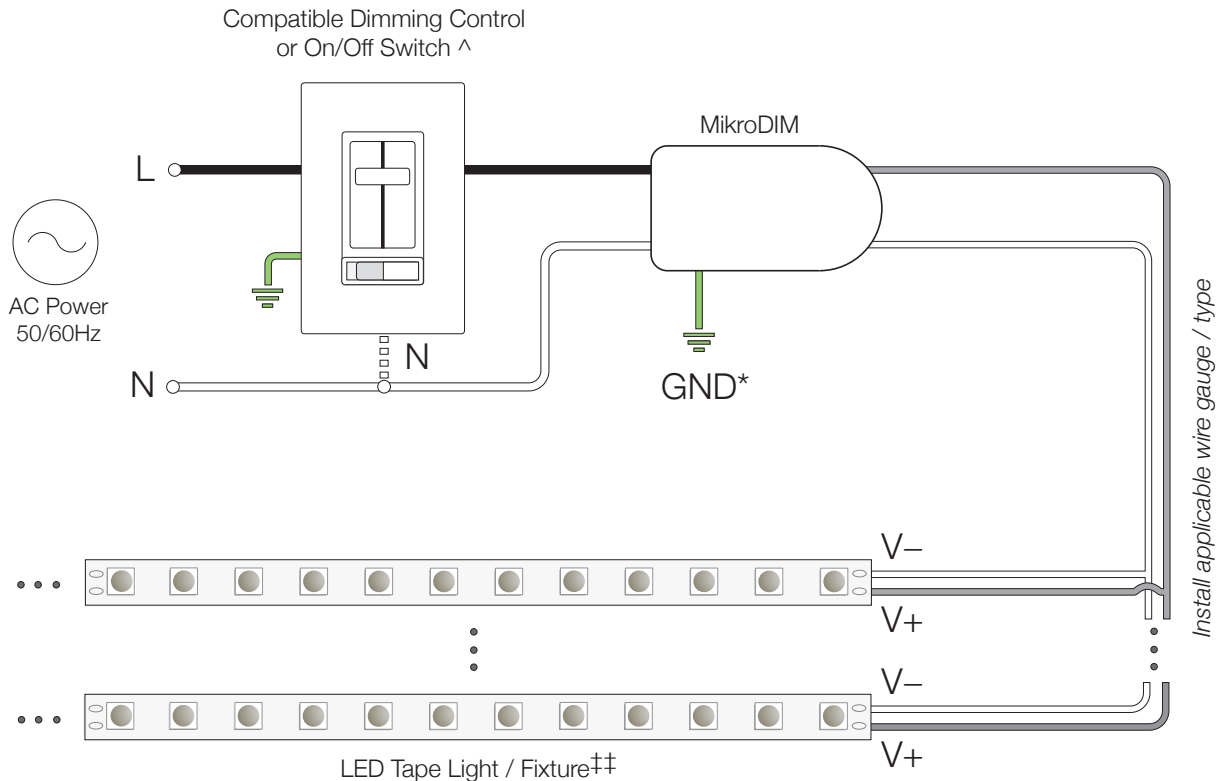 Compatible Dimming Control
or On/Off Switch ^
MikroDIM
L
AC Power
50/60Hz
N
N
GND*
Install applicable wire gauge / type
V–
V+
V–
V+
LED Tape Light / Fixture‡‡